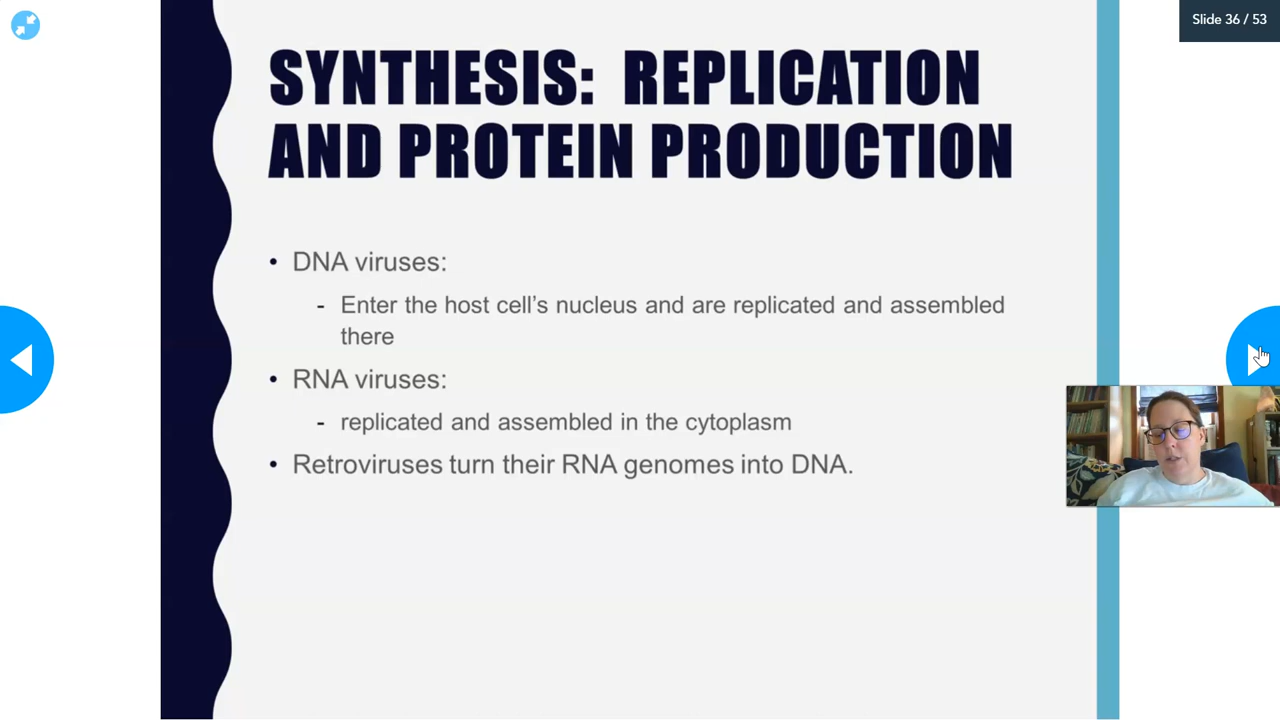 Slide 36 / 53
SYNTHESIS: REPLICATION
AND PROTEIN PRODUCTION
• DNA viruses:
- Enter the host cell’s nucleus and are replicated and assembled
there
• RNA viruses:
- replicated and assembled in the cytoplasm
• Retroviruses turn their RNA genomes into DNA.